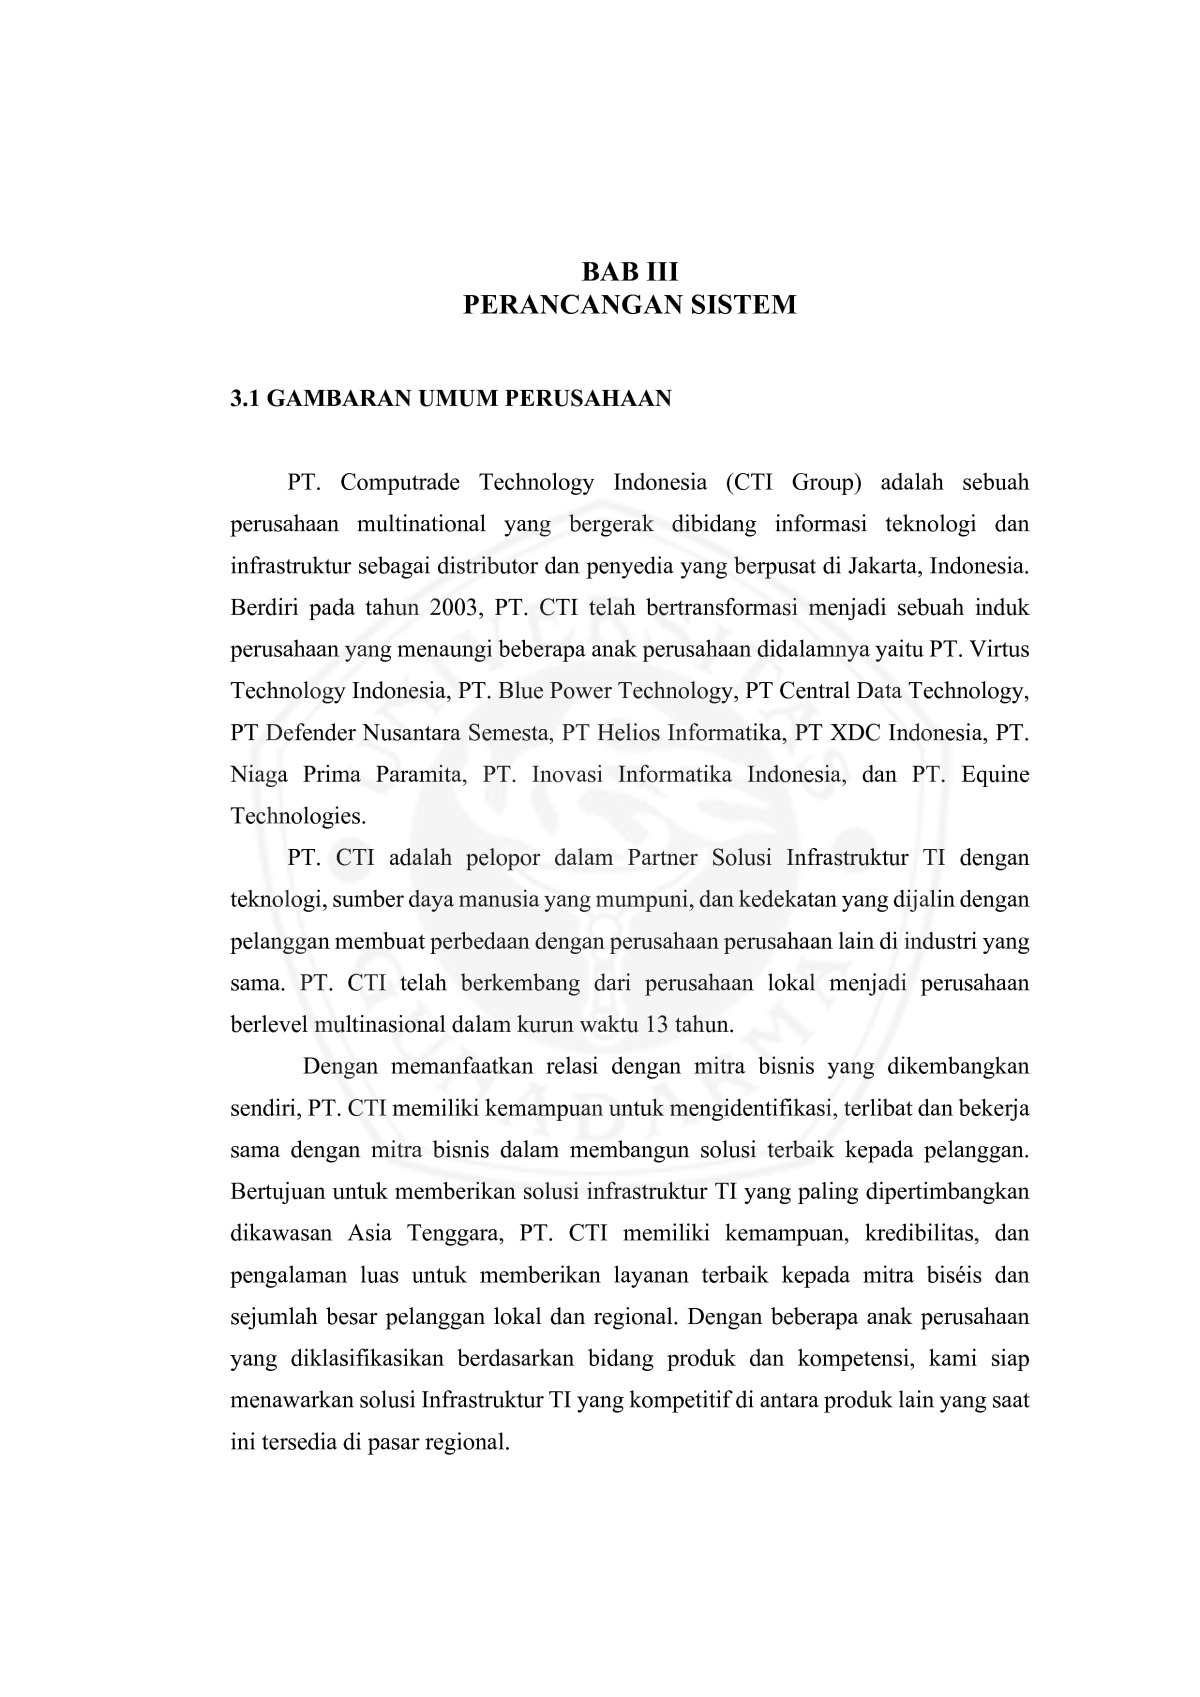 BAB III
PERANCANGAN SISTEM
3.1 GAMBARAN UMUM PERUSAHAAN
PT. Computrade Technology Indonesia (CTI Group) adalah sebuah
perusahaan multinational yang bergerak dibidang informasi teknologi dan
infrastruktur sebagai distributor dan penyedia yang berpusat di Jakarta, Indonesia.
Berdiri pada tahun 2003, PT. CTI telah bertransformasi menjadi sebuah induk
perusahaan yang menaungi beberapa anak perusahaan didalamnya yaitu PT. Virtus
Technology Indonesia, PT. Blue Power Technology, PT Central Data Technology,
PT Defender Nusantara Semesta, PT Helios Informatika, PT XDC Indonesia, PT.
Niaga Prima Paramita, PT. Inovasi Informatika Indonesia, dan PT. Equine
Technologies.
PT. CTI adalah pelopor dalam Partner Solusi Infrastruktur TI dengan
teknologi, sumber daya manusia yang mumpuni, dan kedekatan yang dijalin dengan
pelanggan membuat perbedaan dengan perusahaan perusahaan lain di industri yang
sama. PT. CTI telah berkembang dari perusahaan lokal menjadi perusahaan
berlevel multinasional dalam kurun waktu 13 tahun.
Dengan memanfaatkan relasi dengan mitra bisnis yang dikembangkan
sendiri, PT. CTI memiliki kemampuan untuk mengidentifikasi, terlibat dan bekerja
sama dengan mitra bisnis dalam membangun solusi terbaik kepada pelanggan.
Bertujuan untuk memberikan solusi infrastruktur TI yang paling dipertimbangkan
dikawasan Asia Tenggara, PT. CTI memiliki kemampuan, kredibilitas, dan
pengalaman luas untuk memberikan layanan terbaik kepada mitra biséis dan
sejumlah besar pelanggan lokal dan regional. Dengan beberapa anak perusahaan
yang diklasifikasikan berdasarkan bidang produk dan kompetensi, kami siap
menawarkan solusi Infrastruktur TI yang kompetitif di antara produk lain yang saat
ini tersedia di pasar regional.
UNIVERSITAS
GUNADARMA